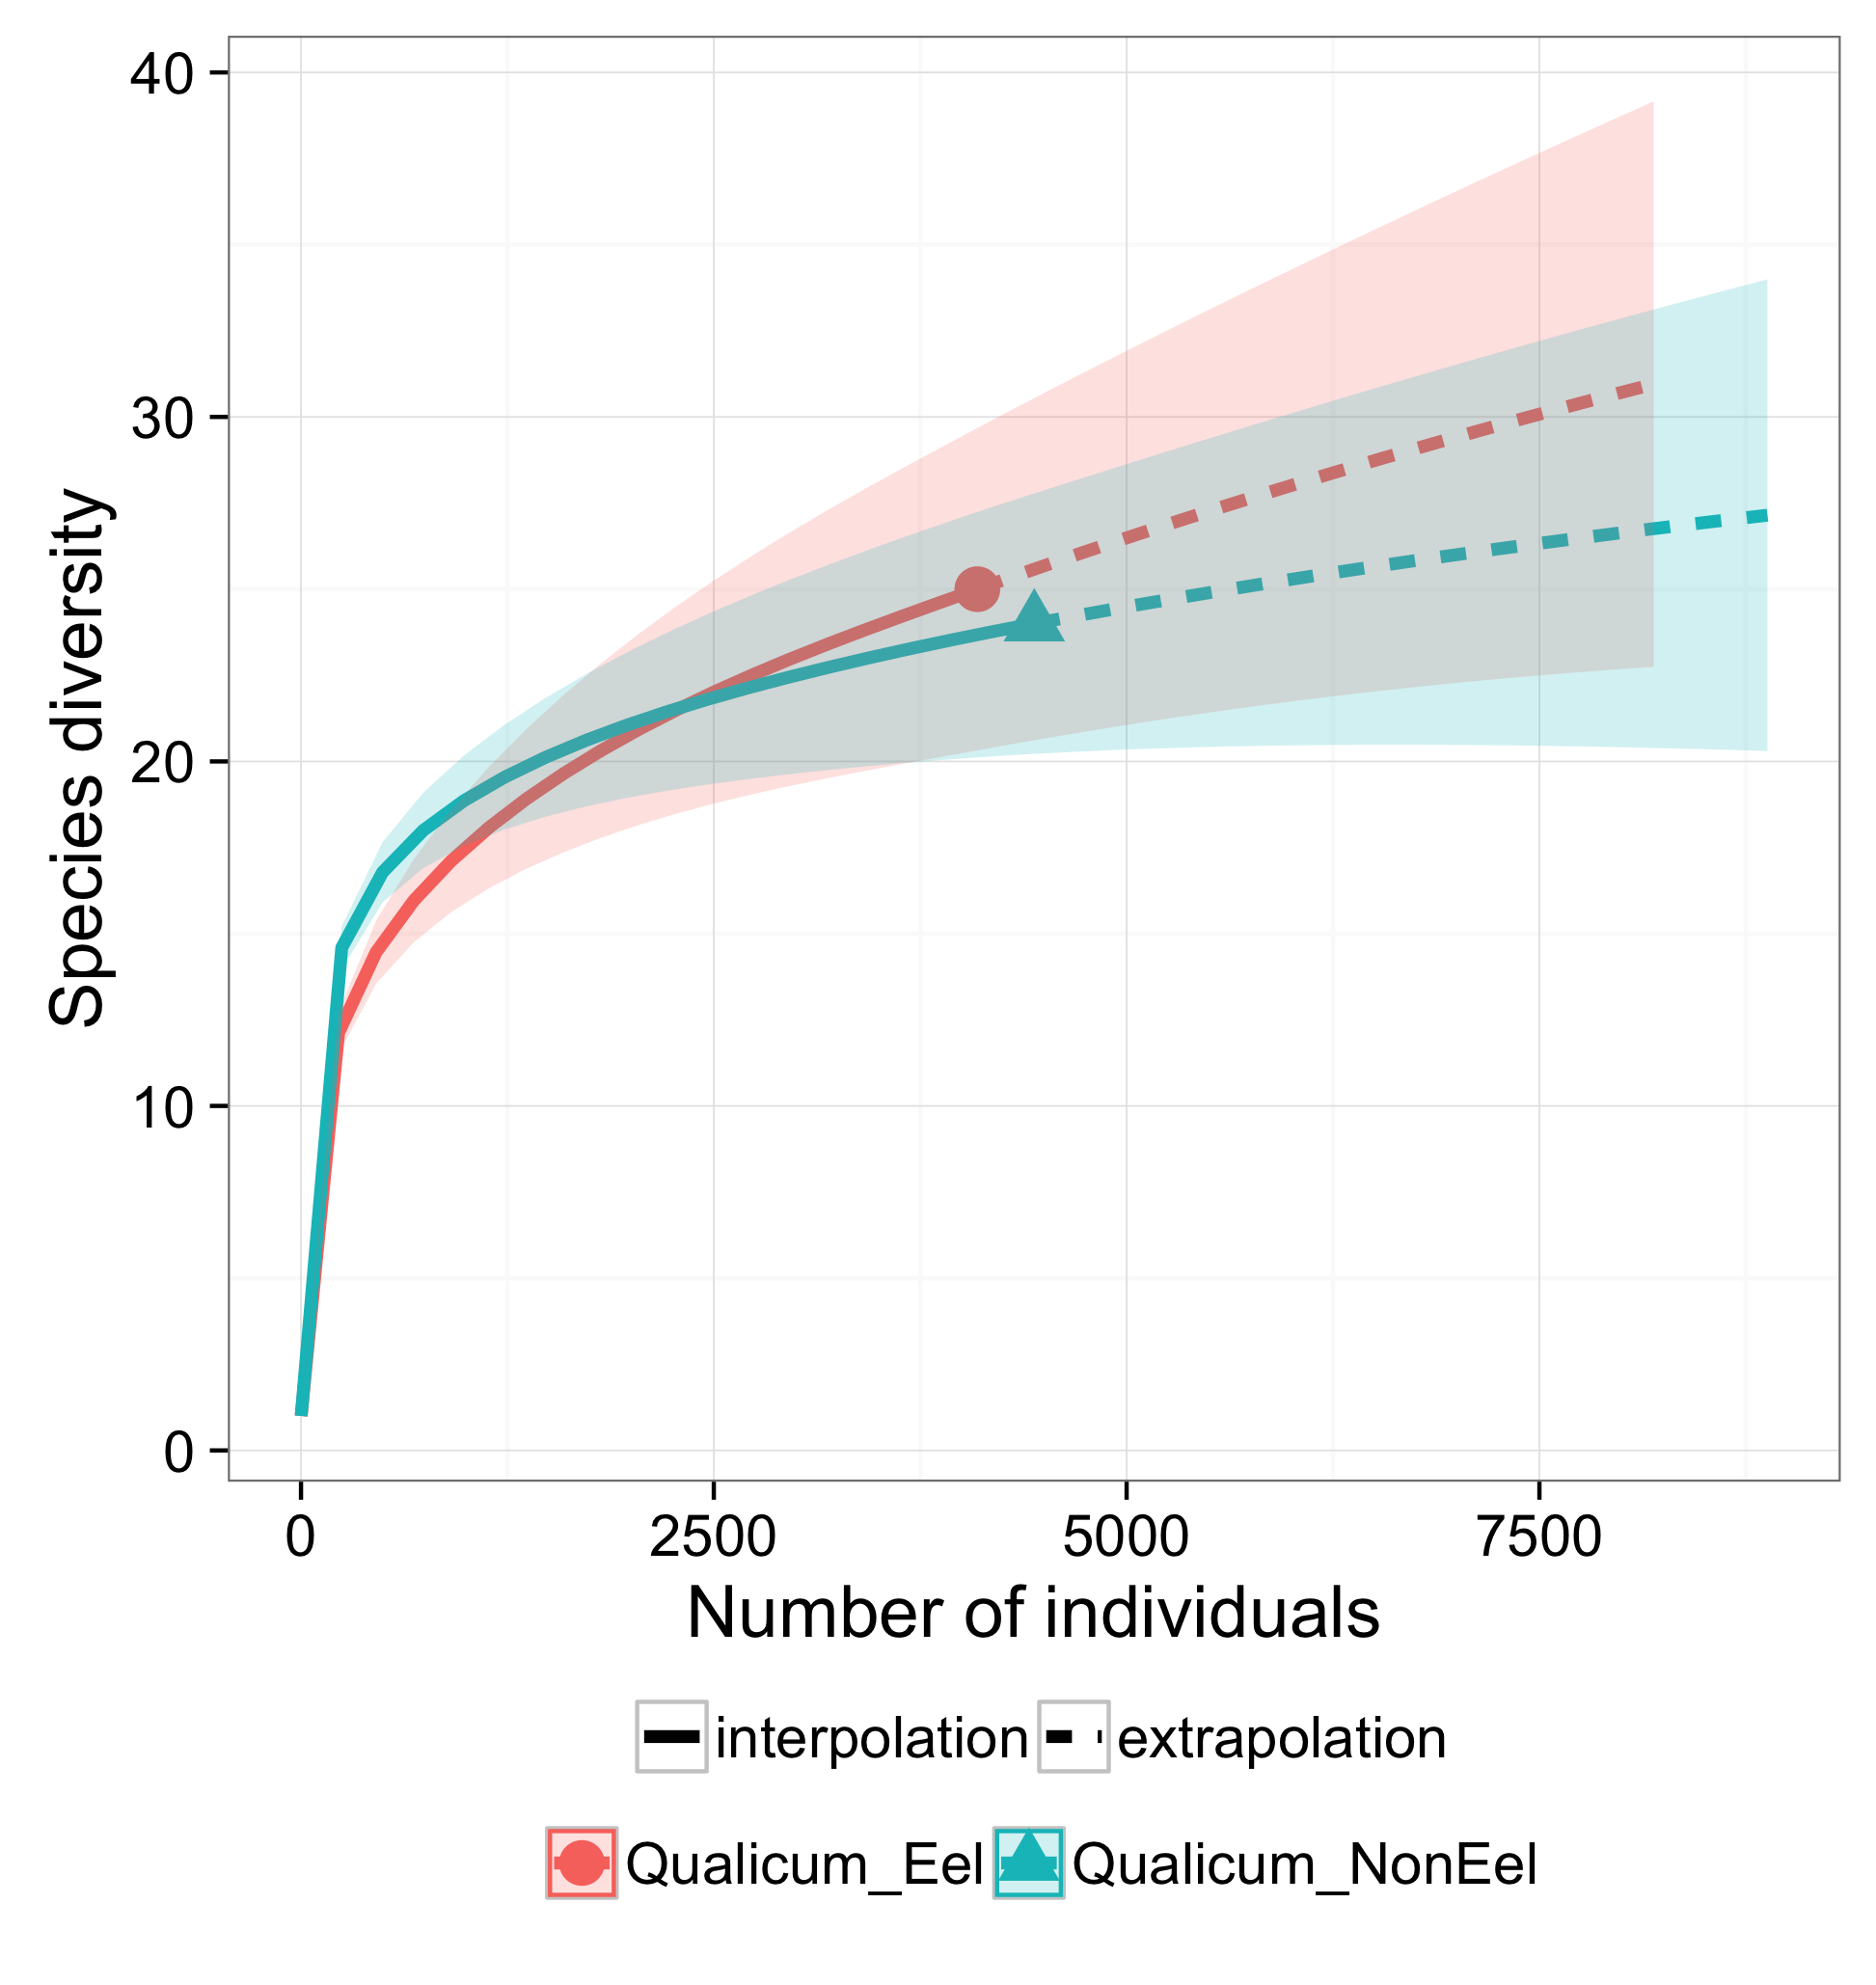 Species diversity
40
30
20
10
0
0 2500 5000 7500
Number of individuals
interpolation extrapolation
Qualicum_Eel Qualicum_NonEel